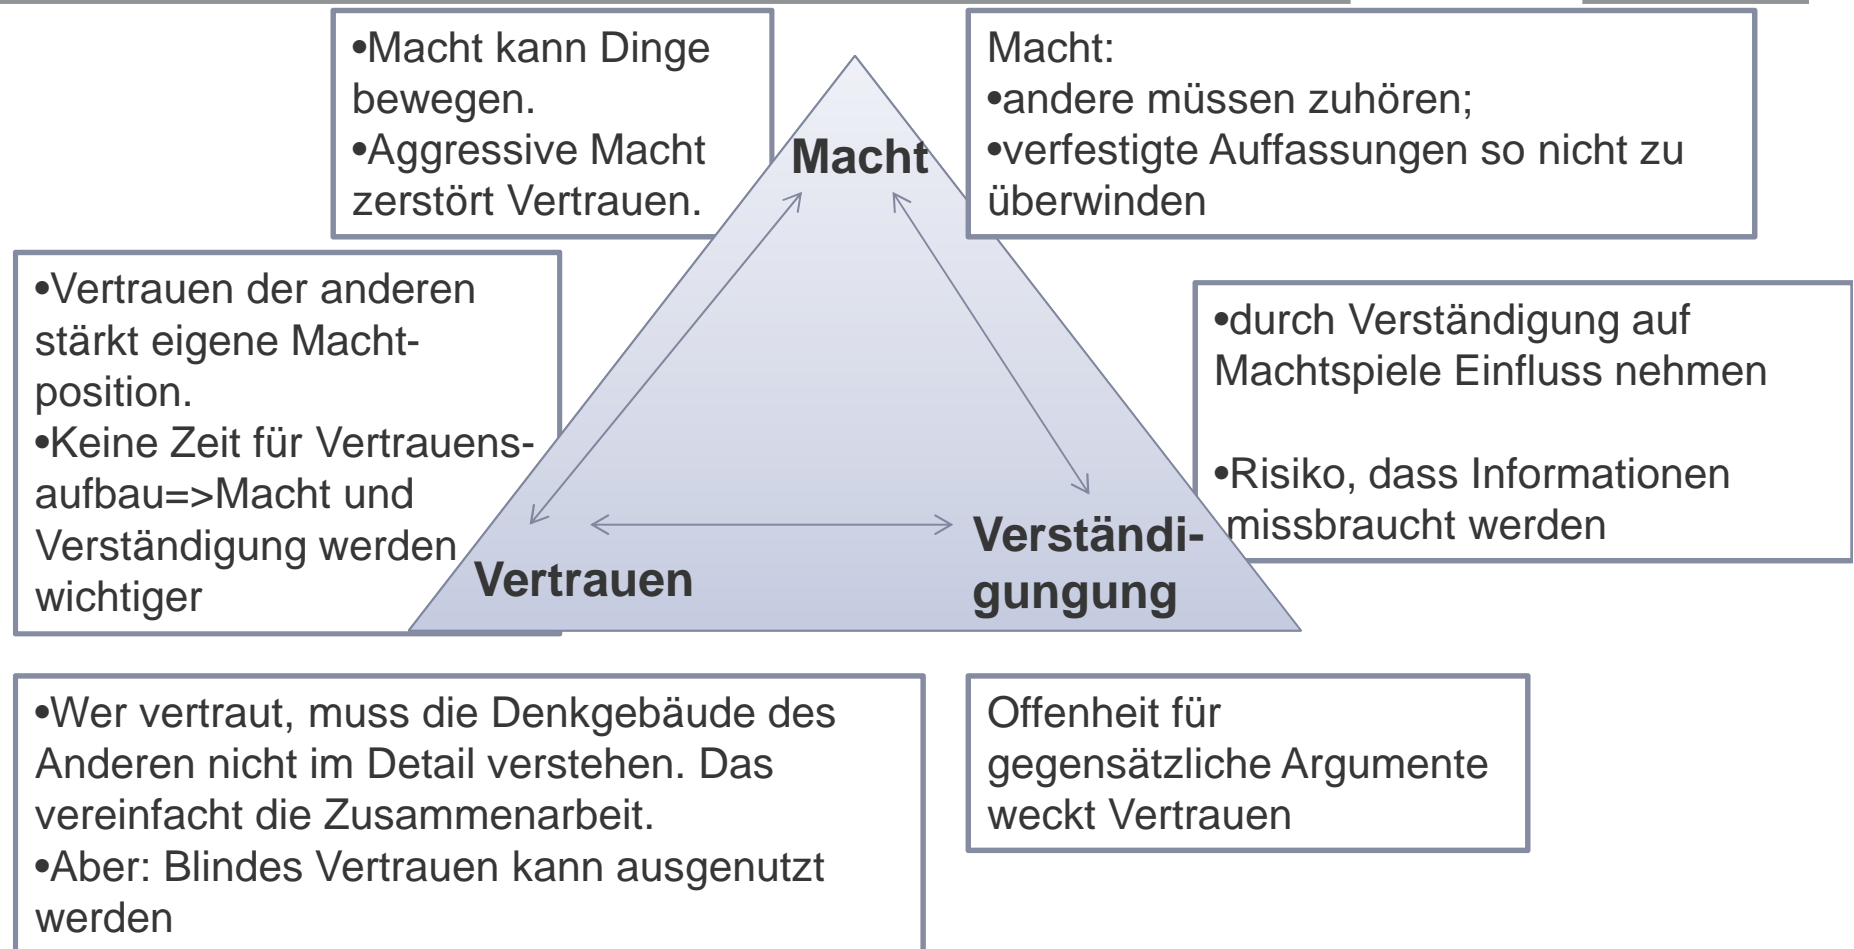 •Macht kann Dinge
bewegen.
•Aggressive Macht
zerstört Vertrauen.
Macht:
•andere müssen zuhören;
•verfestigte Auffassungen so nicht zu
überwinden
Macht
•Vertrauen der anderen
stärkt eigene Macht-
position.
•Keine Zeit für Vertrauens-
aufbau=>Macht und
Verständigung werden
wichtiger
•durch Verständigung auf
Machtspiele Einfluss nehmen
•Risiko, dass Informationen
missbraucht werden
Vertrauen
Verständi-
gungung
•Wer vertraut, muss die Denkgebäude des
Anderen nicht im Detail verstehen. Das
vereinfacht die Zusammenarbeit.
•Aber: Blindes Vertrauen kann ausgenutzt
werden
Offenheit für
gegensätzliche Argumente
weckt Vertrauen